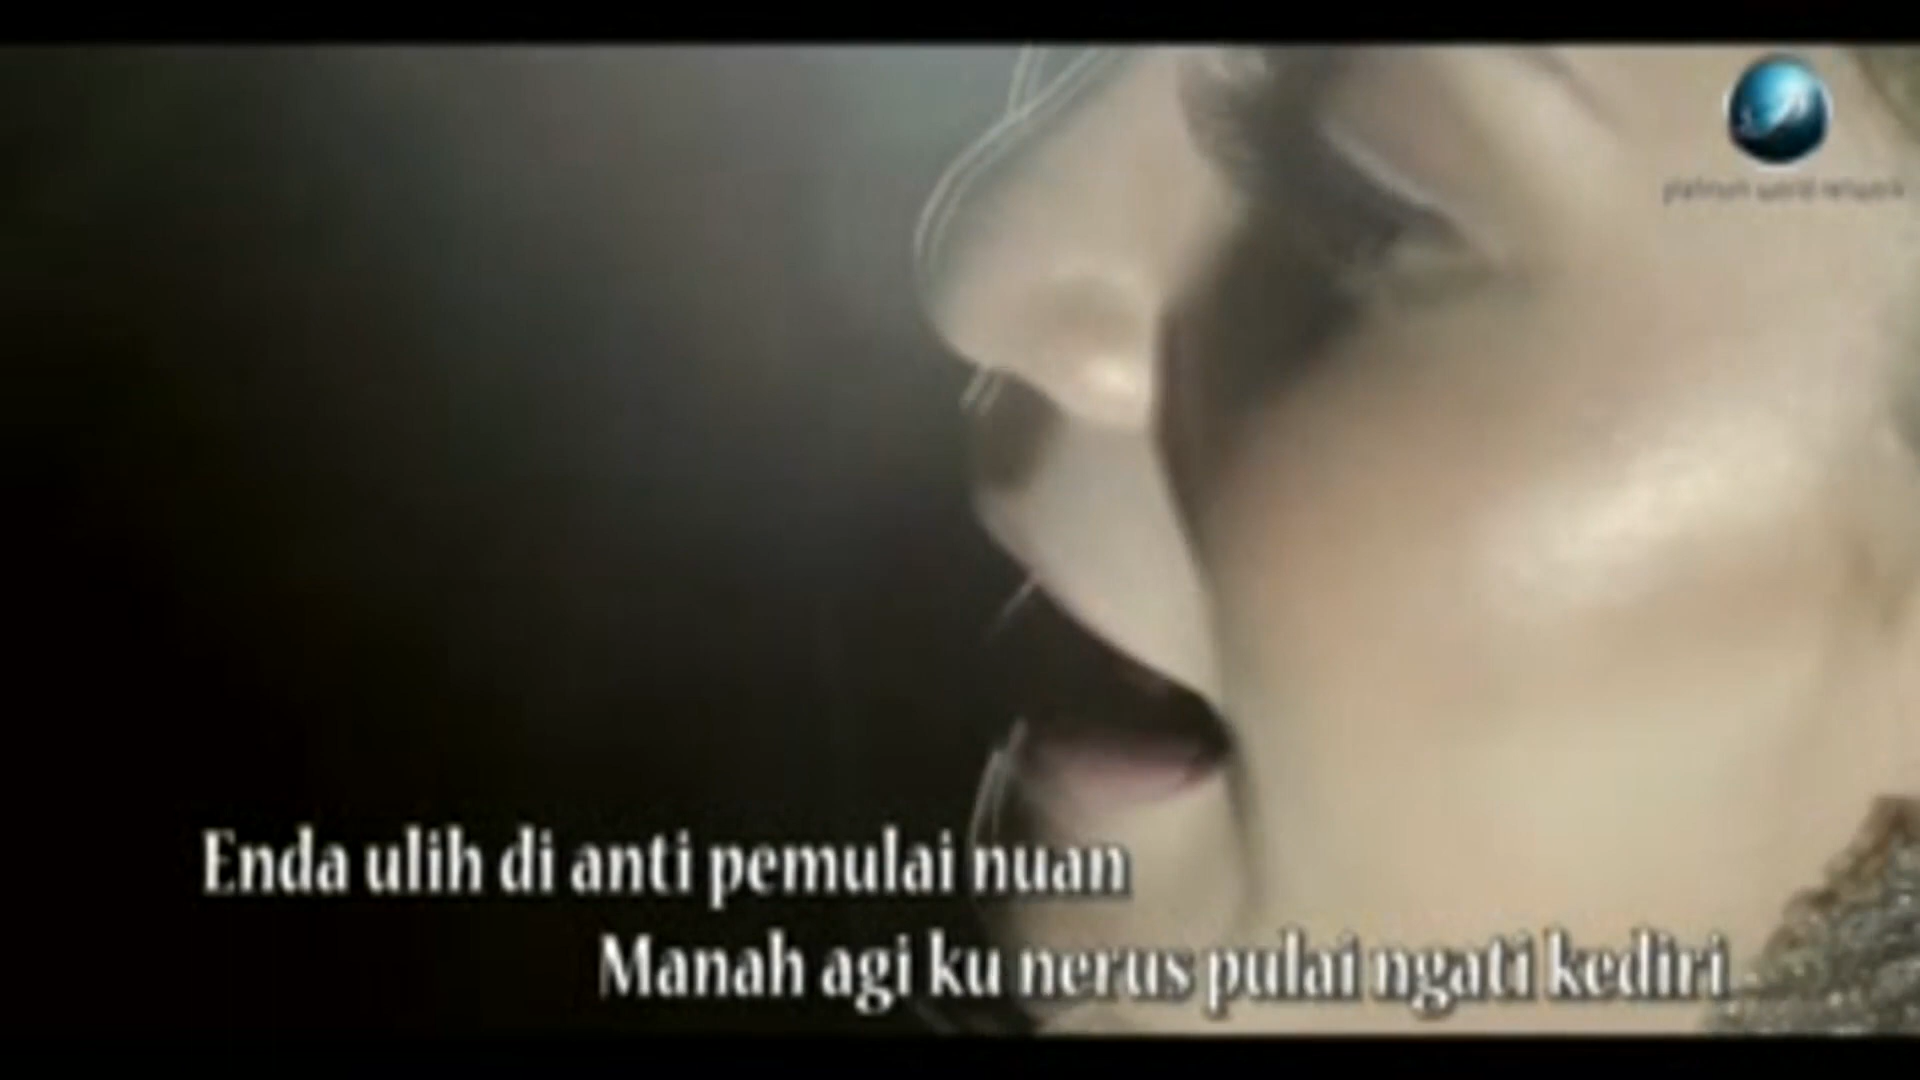 Enda ulih di anti pemulai nuan
Manah agi ku nerus pulai ngati kediri